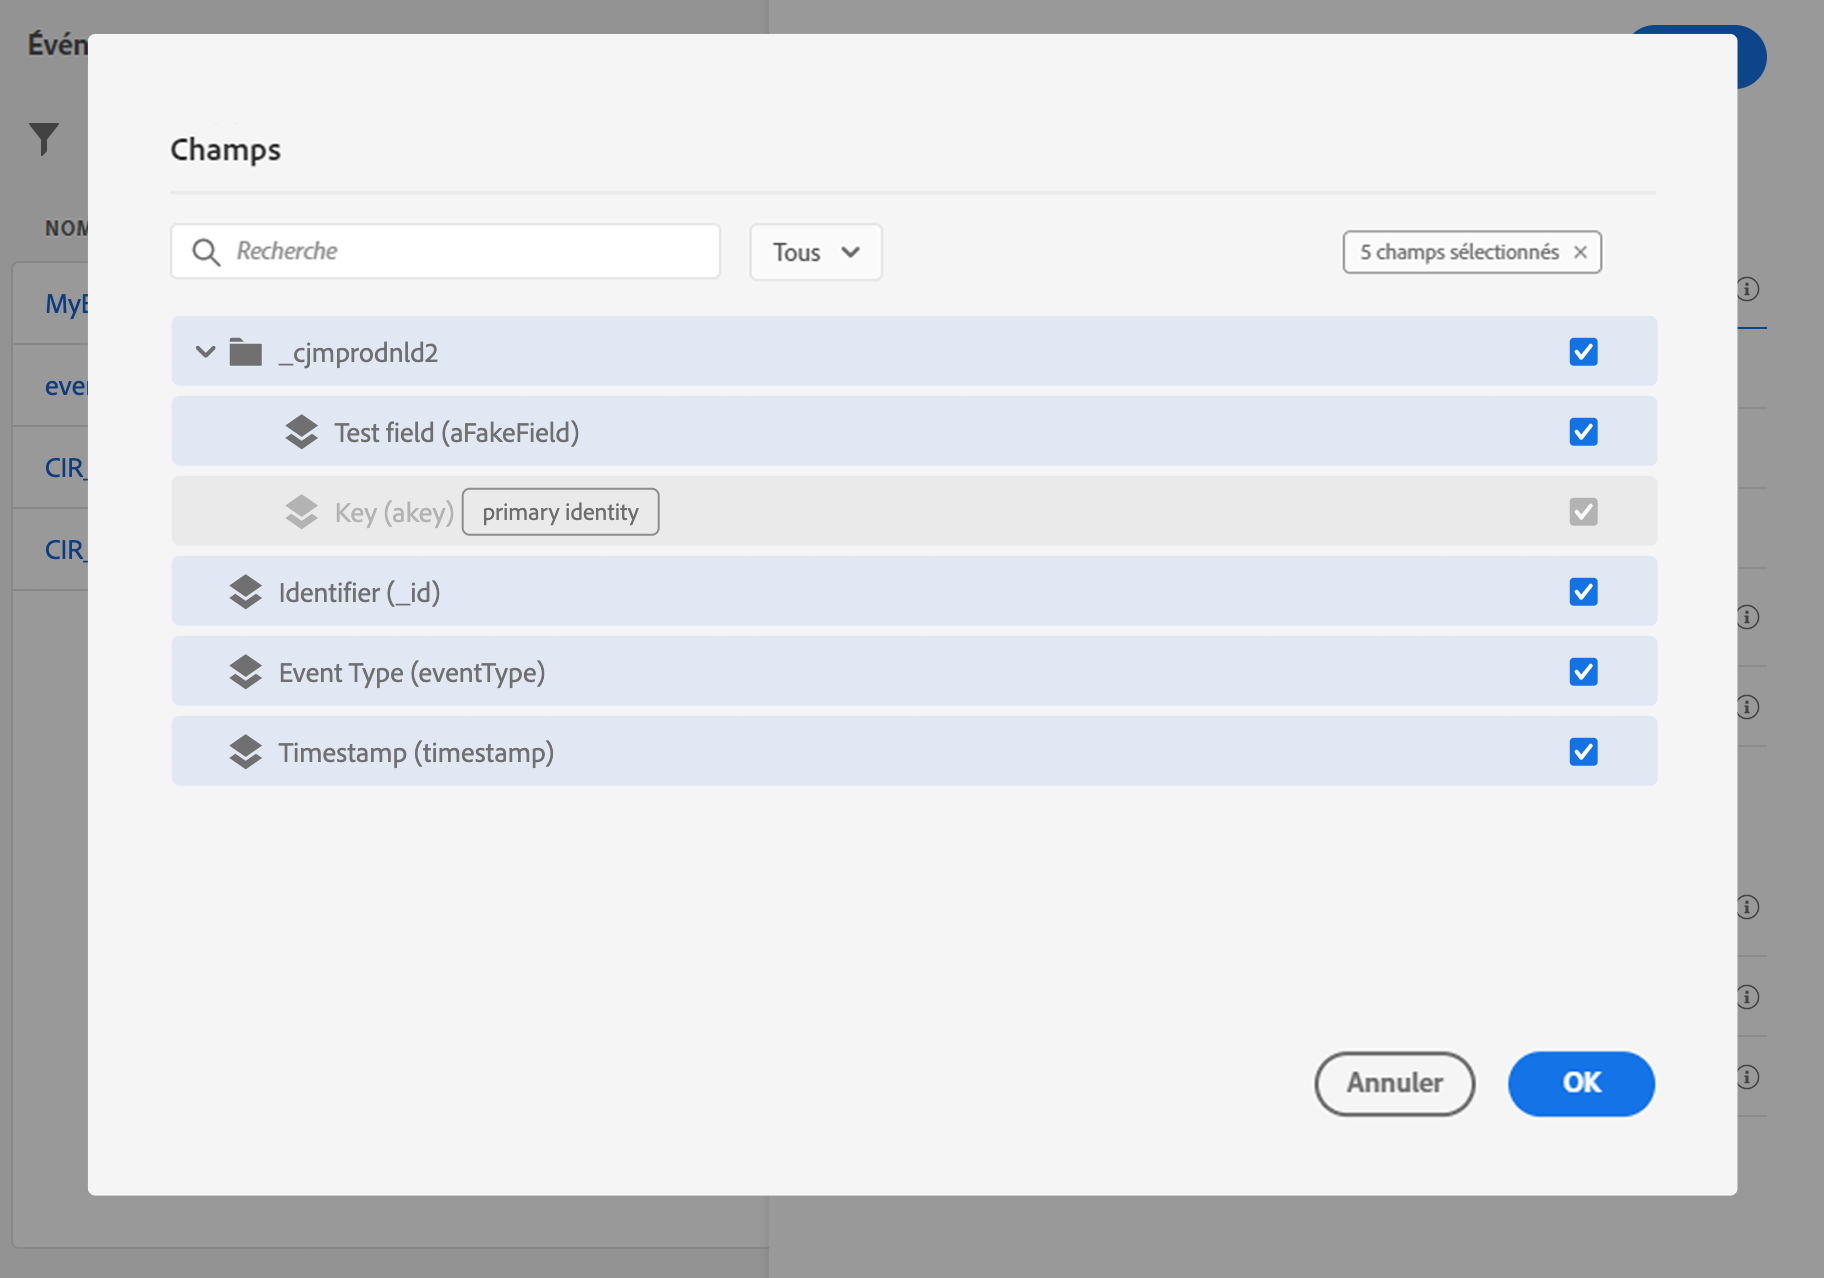 Champs
Recherche
Tous
5 champs sélectionnés
_cjmprodnld2
Test field (aFakeField)
Key (akey) primary identity
Identifier (_id)
Event Type (eventType)
Timestamp (timestamp)
Annuler
OK
Évén
NOM
MyE
even
CIR_
CIR_